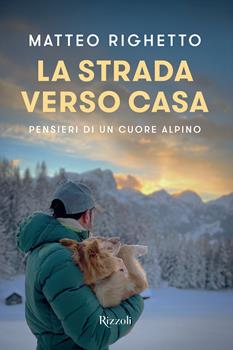 MATTEO RIGHETTO
LA STRADA
VERSO CASA
PENSIERI DI UN CUORE ALPINO
Rizzoli